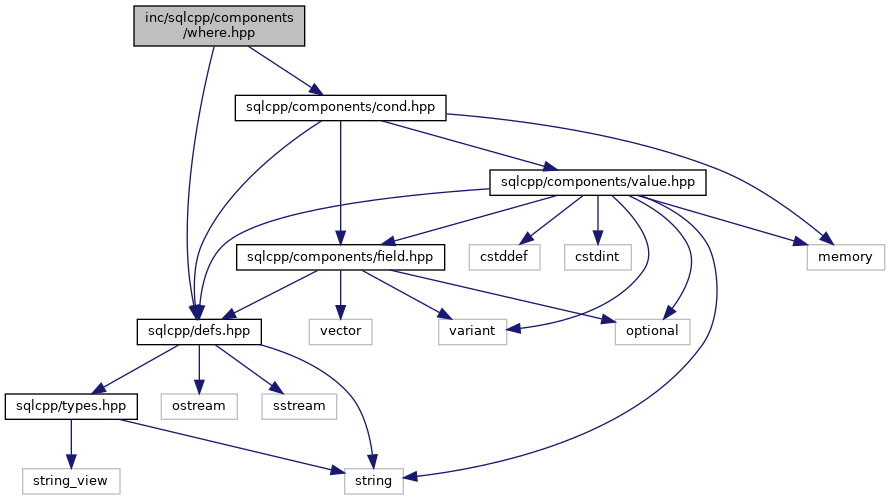 inc/sqlcpp/components
/where.hpp
sqlcpp/components/cond.hpp
sqlcpp/components/value.hpp
sqlcpp/components/field.hpp
cstddef
cstdint
memory
sqlcpp/defs.hpp
vector
variant
optional
sqlcpp/types.hpp
ostream
sstream
string_view
string